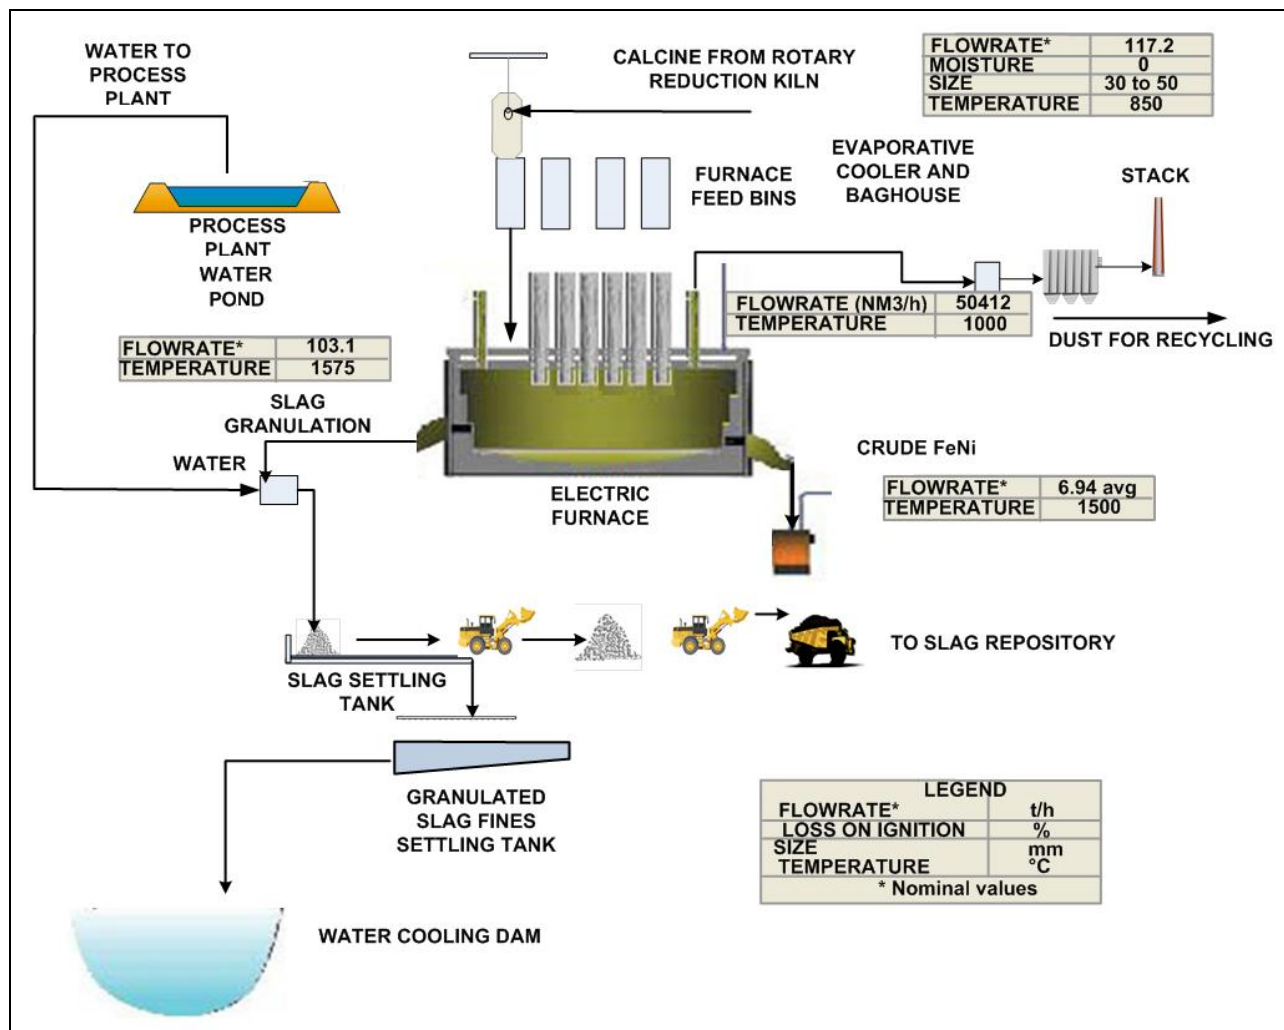 WATER TO
PROCESS
PLANT
CALCINE FROM ROTARY
REDUCTION KILN
FLOWRATE* 117.2
MOISTURE 0
SIZE 30 to 50
TEMPERATURE 850
EVAPORATIVE
COOLER AND
BAGHOUSE
FURNACE
FEED BINS
STACK
PROCESS
PLANT
WATER
POND
FLOWRATE (NM3/h) 50412
TEMPERATURE 1000
DUST FOR RECYCLING
FLOWRATE* 103.1
TEMPERATURE 1575
SLAG
GRANULATION
WATER
CRUDE FeNi
FLOWRATE* 6.94 avg
TEMPERATURE 1500
ELECTRIC
FURNACE
TO SLAG REPOSITORY
SLAG SETTLING
TANK
GRANULATED
SLAG FINES
SETTLING TANK
LEGEND
FLOWRATE* t/h
LOSS ON IGNITION %
SIZE mm
TEMPERATURE °C
* Nominal values
WATER COOLING DAM